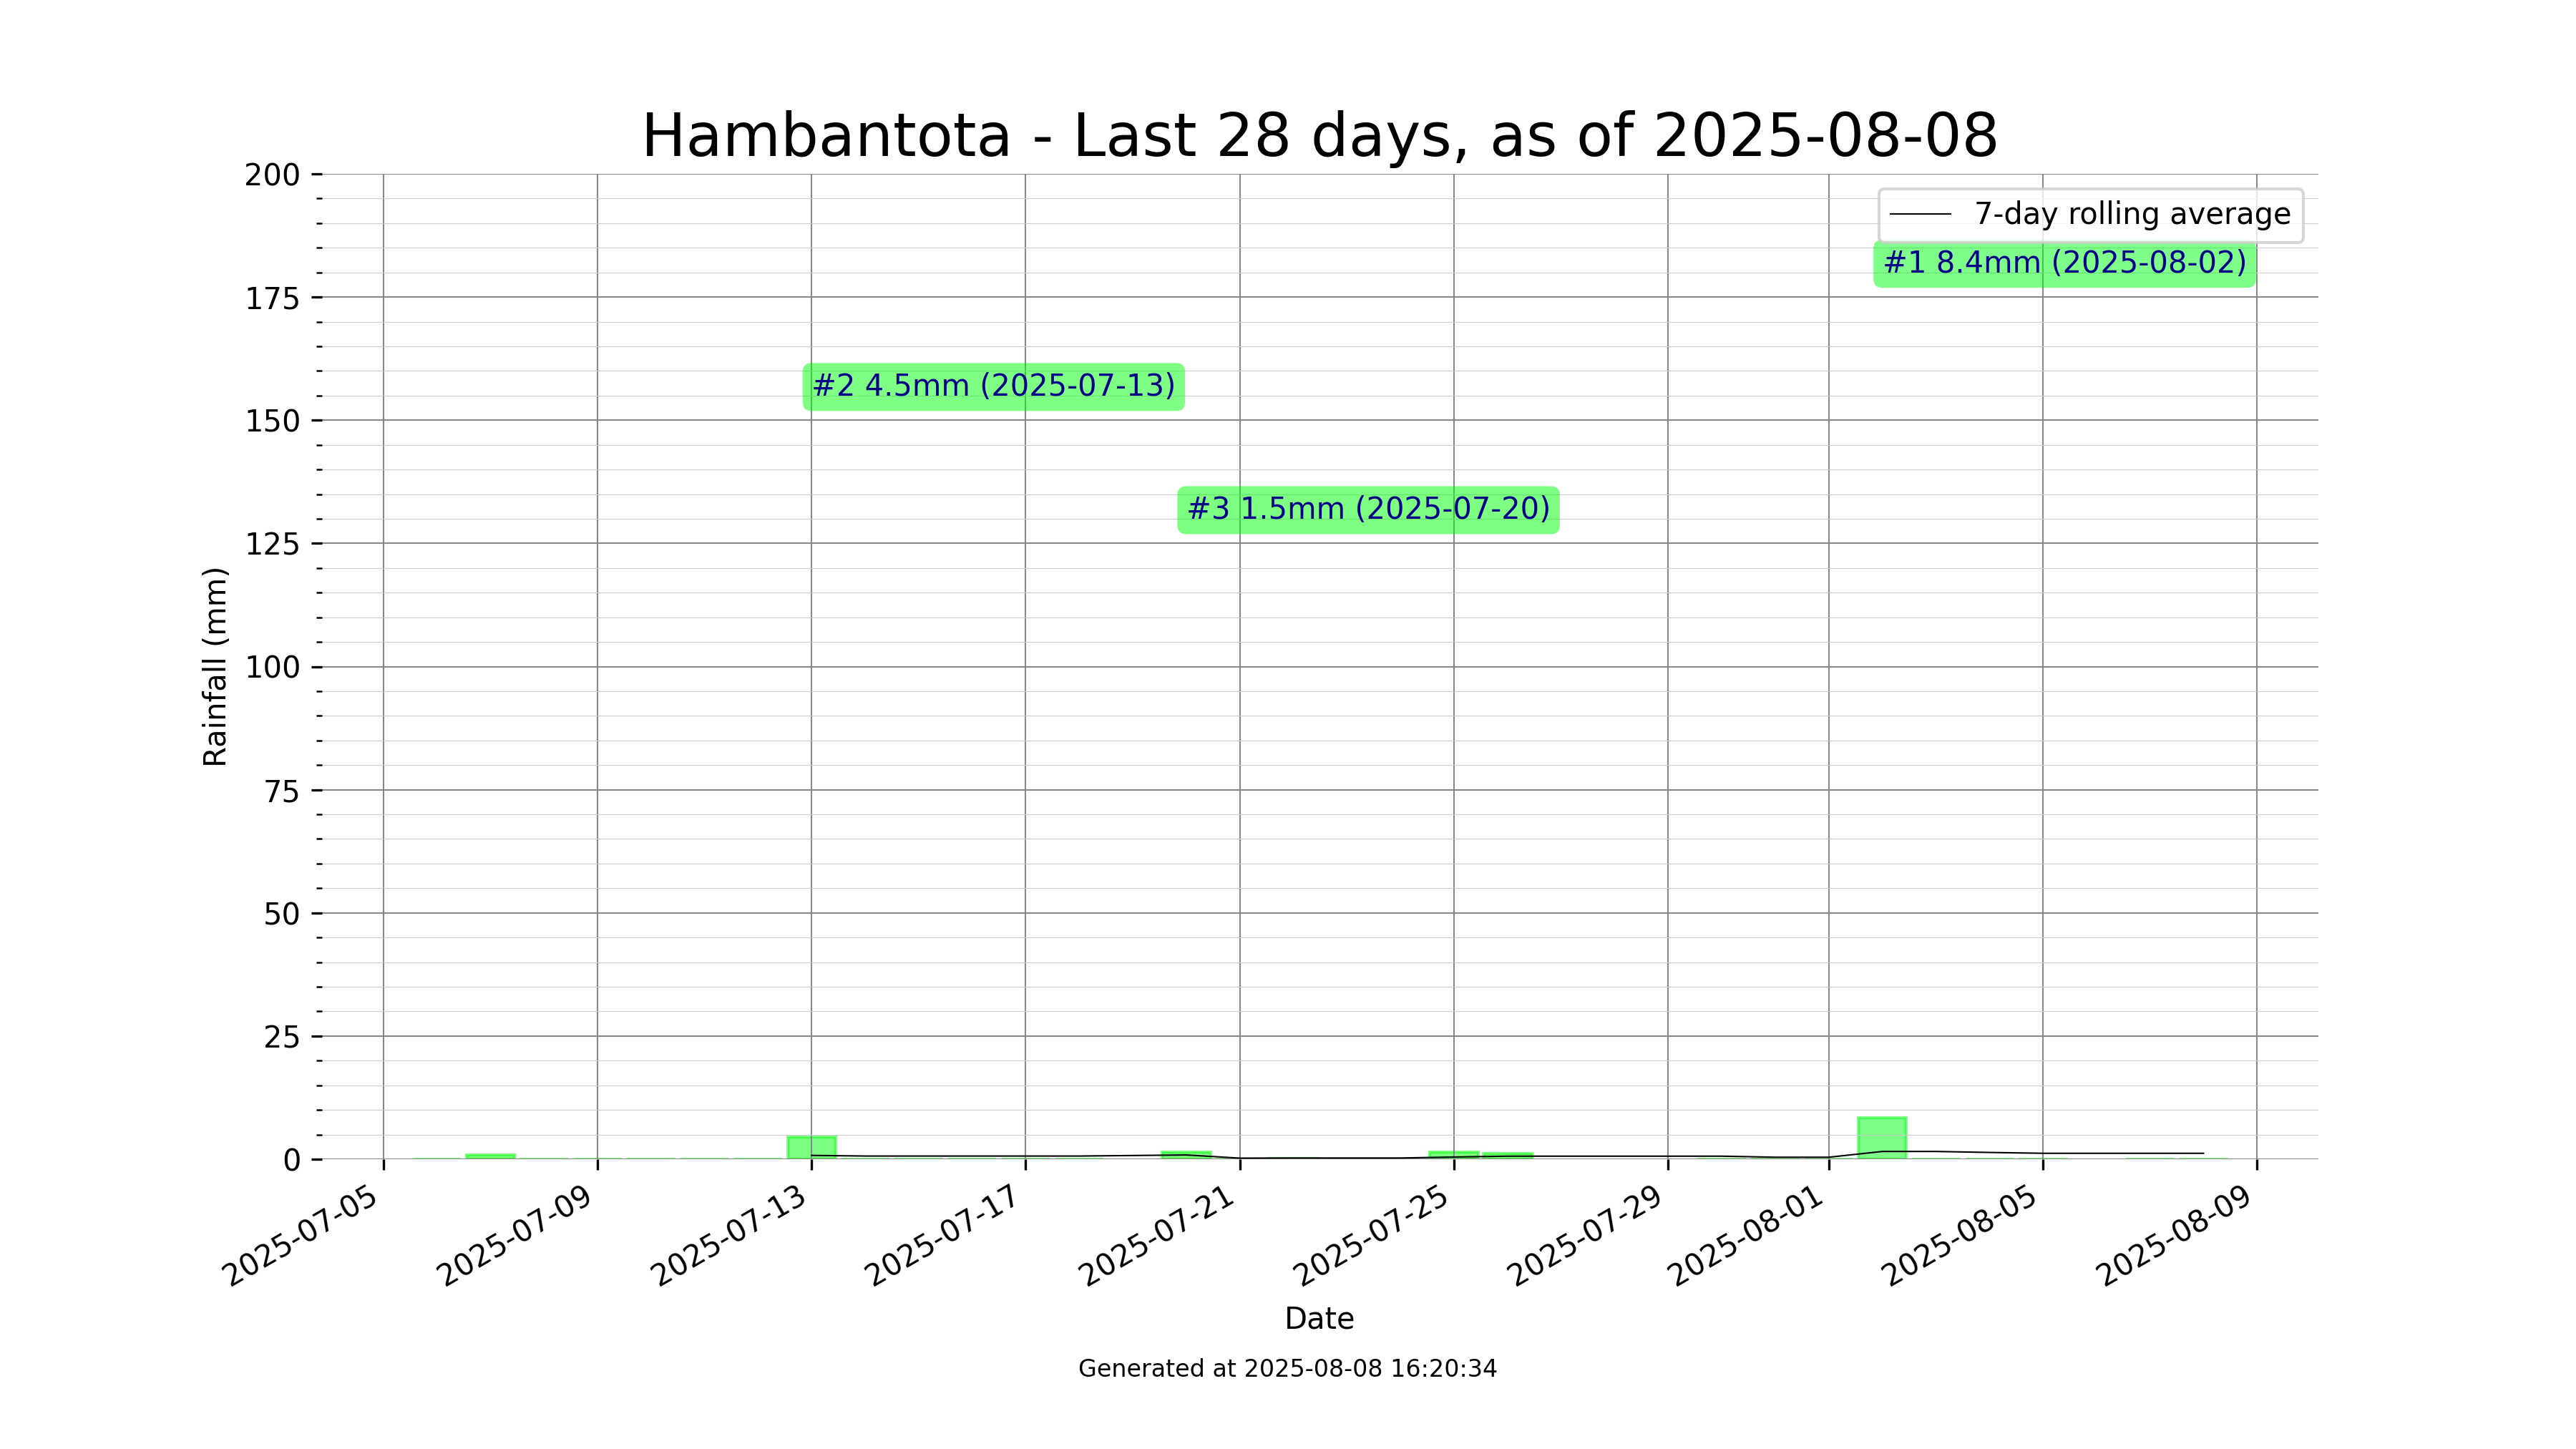 Hambantota - Last 28 days, as of 2025-08-08
200
175
150
125
100
75
50
25
0
Rainfall (mm)
7-day rolling average
#1 8.4mm (2025-08-02)
#2 4.5mm (2025-07-13)
#3 1.5mm (2025-07-20)
2025-07-05
2025-07-09
2025-07-13
2025-07-17
2025-07-21
2025-07-25
2025-07-29
2025-08-01
2025-08-05
2025-08-09
Date
Generated at 2025-08-08 16:20:34